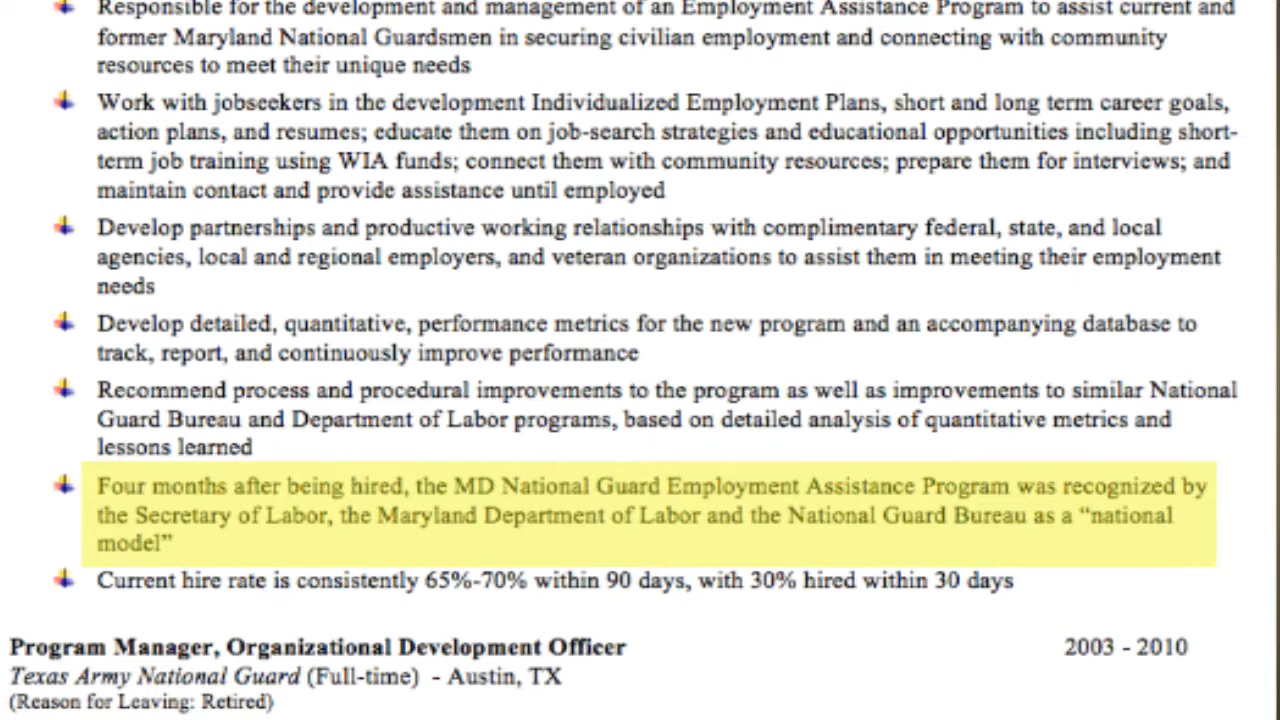 Responsible for the development and management of an Employment Assistance Program to assist current and
former Maryland National Guardsmen in securing civilian employment and connecting with community
resources to meet their unique needs
Work with jobseekers in the development Individualized Employment Plans, short and long term career goals,
action plans, and resumes; educate them on job-search strategies and educational opportunities including short-
term job training using WIA funds; connect them with community resources; prepare them for interviews; and
maintain contact and provide assistance until employed
Develop partnerships and productive working relationships with complimentary federal, state, and local
agencies, local and regional employers, and veteran organizations to assist them in meeting their employment
needs
Develop detailed, quantitative, performance metrics for the new program and an accompanying database to
track, report, and continuously improve performance
Recommend process and procedural improvements to the program as well as improvements to similar National
Guard Bureau and Department of Labor programs, based on detailed analysis of quantitative metrics and
lessons learned
Four months after being hired, the MD National Guard Employment Assistance Program was recognized by
the Secretary of Labor, the Maryland Department of Labor and the National Guard Bureau as a “national
model”
Current hire rate is consistently 65%-70% within 90 days, with 30% hired within 30 days
Program Manager, Organizational Development Officer 2003 - 2010
Texas Army National Guard (Full-time) - Austin, TX
(Reason for Leaving: Retired)